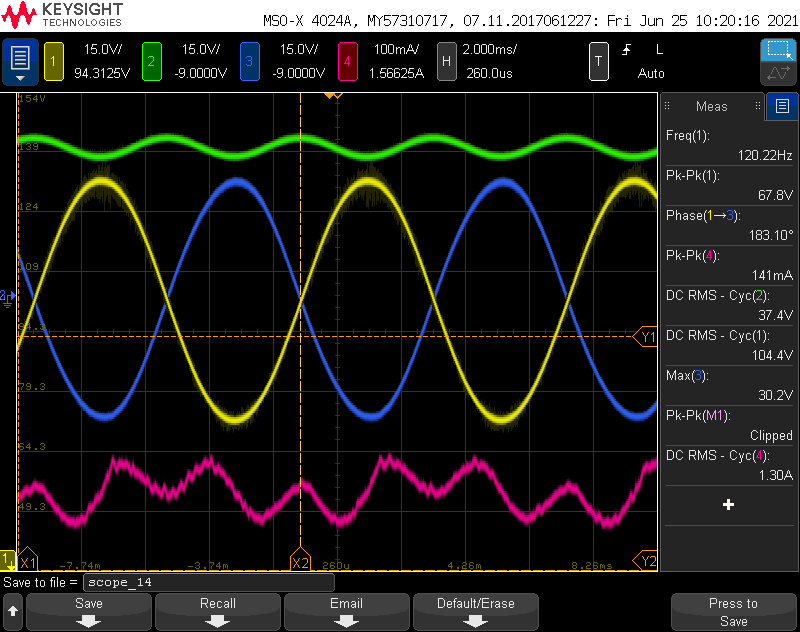 KEYSIGHT
TECHNOLOGIES
MSO-X 4024A, MY57310717, 07.11.2017061227: Fri Jun 25 10:20:16 2021
1 15.0V/ 2 15.0V/ 3 15.0V/ 4 100mA/ H 2.000ms/ T L
94.3125V -9.0000V -9.0000V 1.56625A 260.0us Auto
154V
139
124
109
94.3
79.3
64.3
49.3
2
Y1
1
X1
X2
Y2
-7.74m -3.74m 260u 4.26m 8.26ms
Meas
Freq(1):
120.22Hz
Pk-Pk(1):
67.8V
Phase(1→3):
183.10°
Pk-Pk(4):
141mA
DC RMS - Cyc(2):
37.4V
DC RMS - Cyc(1):
104.4V
Max(3):
30.2V
Pk-Pk(M1):
Clipped
DC RMS - Cyc(4):
1.30A
Save to file = scope_14
Save
Recall
Email
Default/Erase
Press to
Save